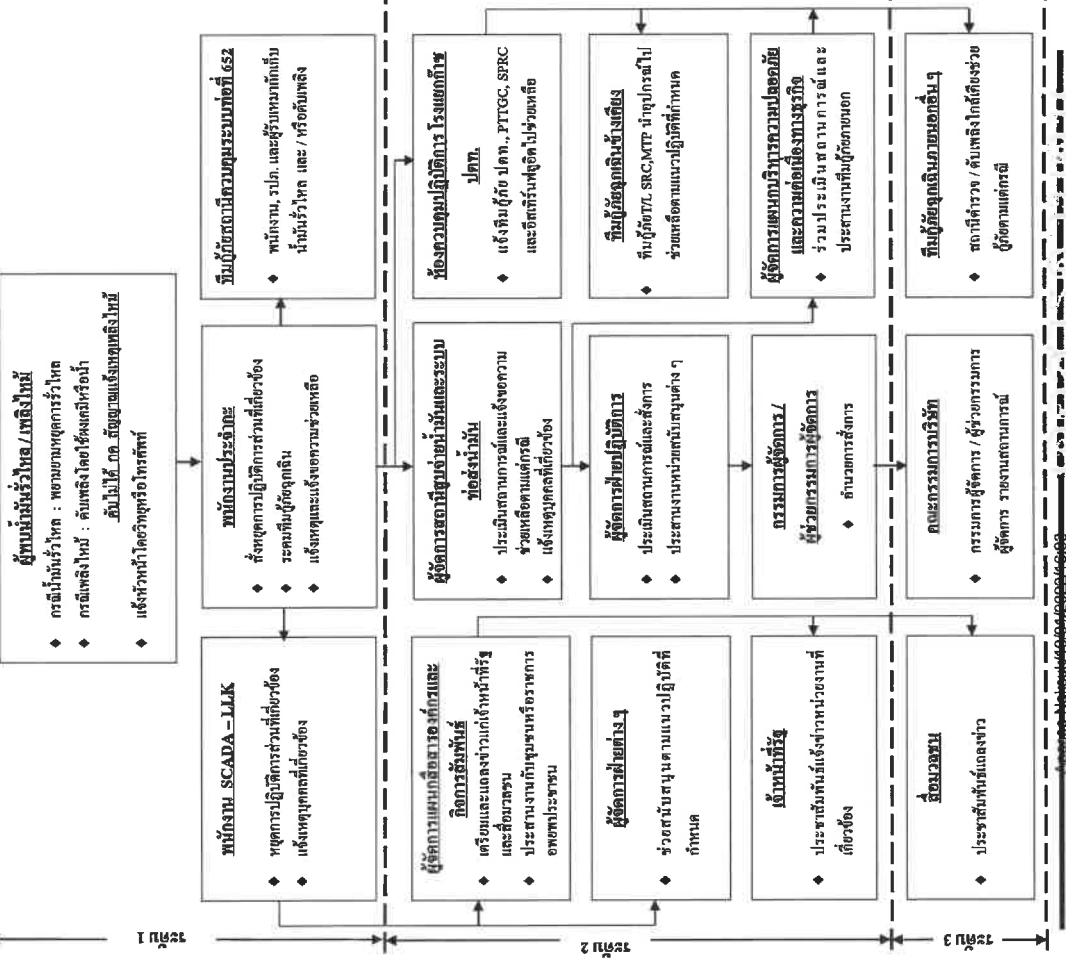 ผู้พบน้ำมันรั่วไหล / เพลิงไหม้
♦ กรณีน้ำมันรั่วไหล : พยายามหยุดการรั่วไหล
♦ กรณีเพลิงไหม้ : ดับเพลิงโดยใช้ผงเคมีหรือน้ำ
ดับไม่ได้ กด สัญญาณแจ้งเหตุเพลิงไหม้
♦ แจ้งหัวหน้าโดยวิทยุหรือโทรศัพท์
ระดับ 1
พนักงาน SCADA – LLK
♦ หยุดการปฏิบัติการส่วนที่เกี่ยวข้อง
♦ แจ้งเหตุบุคคลที่เกี่ยวข้อง
พนักงานประจำกะ
♦ สั่งหยุดการปฏิบัติการส่วนที่เกี่ยวข้อง
♦ ระดมทีมกู้ภัยฉุกเฉิน
♦ แจ้งเหตุและแจ้งขอความช่วยเหลือ
ทีมกู้ภัยสถานีควบคุมระบบท่อที่ 652
♦ พนักงาน, รปภ. และผู้รับเหมากักเก็บ
น้ำมันรั่วไหล และ / หรือดับเพลิง
ระดับ 2
ผู้จัดการแผนกสื่อสารองค์กรและ
กิจการสัมพันธ์
♦ เตรียมและแถลงข่าวแก่เจ้าหน้าที่รัฐ
และสื่อมวลชน
♦ ประสานงานกับชุมชนหรือราชการ
อพยพประชาชน
ผู้จัดการสถานีสูบจ่ายน้ำมันและระบบ
ท่อส่งน้ำมัน
♦ ประเมินสถานการณ์และแจ้งขอความ
ช่วยเหลือตามแต่กรณี
♦ แจ้งเหตุบุคคลที่เกี่ยวข้อง
ห้องควบคุมปฏิบัติการ โรงแยกก๊าซ
ปตท.
♦ แจ้งทีมกู้ภัย ปตท., PTTGC, SPRC
และอีสเทิร์นฟลูอิดไปช่วยเหลือ
ผู้จัดการฝ่ายต่าง ๆ
♦ ช่วยสนับสนุนตามแนวปฏิบัติที่
กำหนด
ผู้จัดการฝ่ายปฏิบัติการ
♦ ประเมินสถานการณ์และสั่งการ
♦ ประสานงานหน่วยสนับสนุนต่าง ๆ
ทีมกู้ภัยฉุกเฉินข้างเคียง
♦ ทีมกู้ภัยT/L SRC,MTP นำอุปกรณ์ไป
ช่วยเหลือตามแนวปฏิบัติที่กำหนด
เจ้าหน้าที่รัฐ
♦ ประชาสัมพันธ์แจ้งข่าวหน่วยงานที่
เกี่ยวข้อง
กรรมการผู้จัดการ /
ผู้ช่วยกรรมการผู้จัดการ
♦ อำนวยการสั่งการ
ผู้จัดการแผนกบริหารความปลอดภัย
และความต่อเนื่องทางธุรกิจ
♦ ร่วมประเมินสถานการณ์และ
ประสานงานทีมกู้ภัยภายนอก
ระดับ 3
สื่อมวลชน
♦ ประชาสัมพันธ์แถลงข่าว
คณะกรรมการบริษัท
♦ กรรมการผู้จัดการ / ผู้ช่วยกรรมการ
ผู้จัดการ รายงานสถานการณ์
ทีมกู้ภัยฉุกเฉินภายนอกอื่น ๆ
♦ สถานีตำรวจ / ดับเพลิงใกล้เคียงช่วย
กู้ภัยตามแต่กรณี